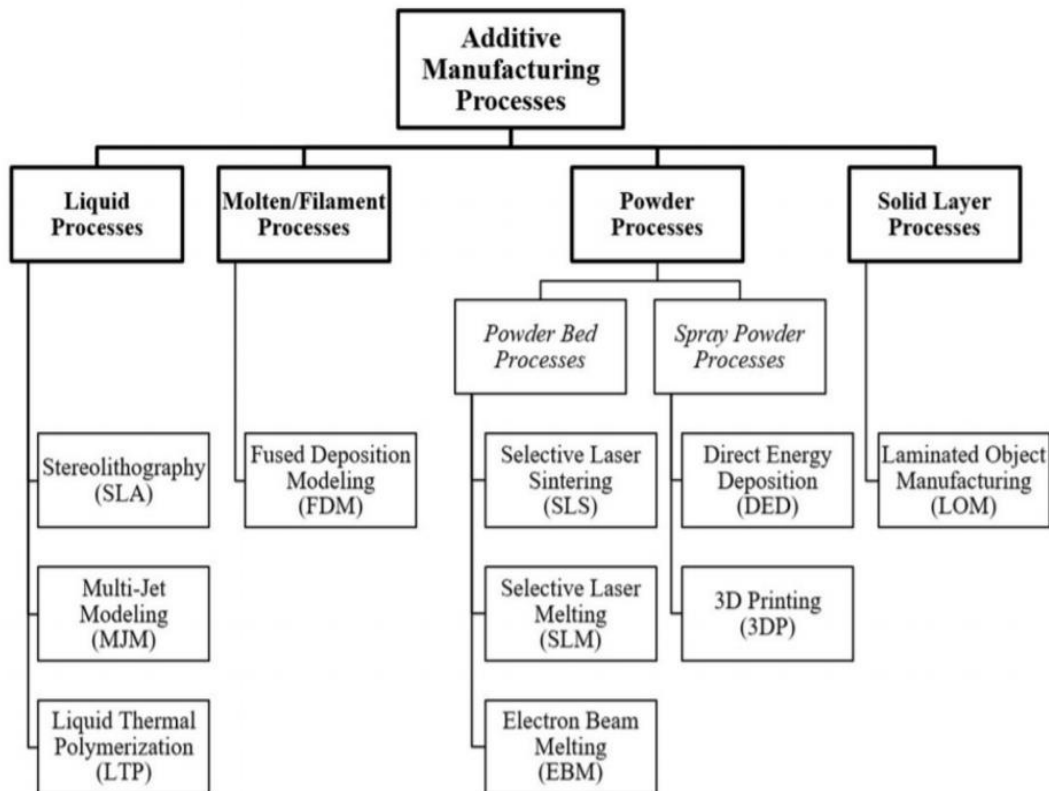 Additive
Manufacturing
Processes
Liquid
Processes
Molten/Filament
Processes
Powder
Processes
Solid Layer
Processes
Powder Bed
Processes
Spray Powder
Processes
Stereolithography
(SLA)
Fused Deposition
Modeling
(FDM)
Selective Laser
Sintering
(SLS)
Direct Energy
Deposition
(DED)
Laminated Object
Manufacturing
(LOM)
Multi-Jet
Modeling
(MJM)
Selective Laser
Melting
(SLM)
3D Printing
(3DP)
Liquid Thermal
Polymerization
(LTP)
Electron Beam
Melting
(EBM)